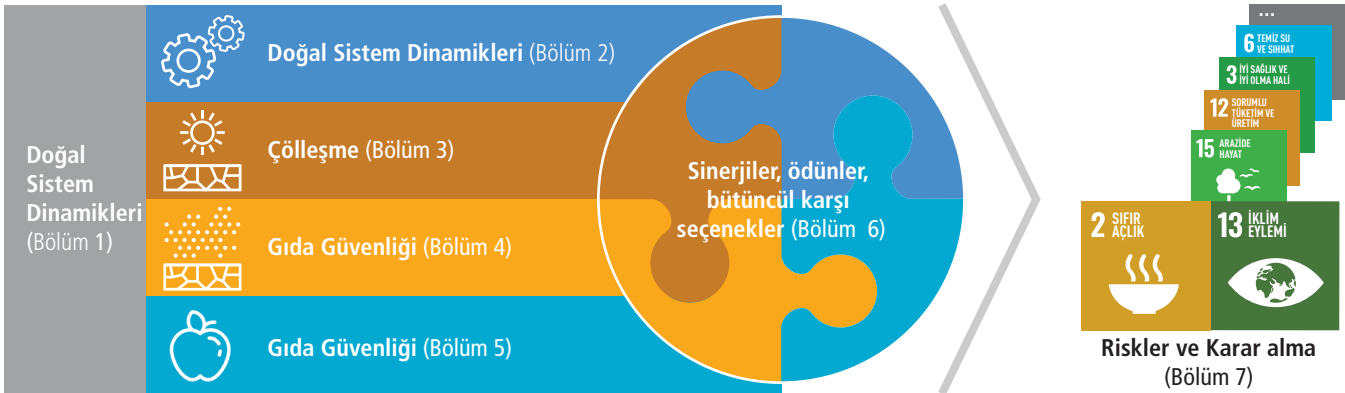 Doğal
Sistem
Dinamikleri
(Bölüm 1)
Doğal Sistem Dinamikleri (Bölüm 2)
Çölleşme (Bölüm 3)
Gıda Güvenliği (Bölüm 4)
Gıda Güvenliği (Bölüm 5)
Sinerjiler, ödünler,
bütüncül karşı
seçenekler (Bölüm 6)
...
6 TEMİZ SU
VE SIHHAT
3 İYİ SAĞLIK VE
İYİ OLMA HALİ
12 SORUMLU
TÜKETİM VE
ÜRETİM
15 ARAZİDE
HAYAT
2 SIFIR
AÇLIK
13 İKLİM
EYLEMİ
Riskler ve Karar alma
(Bölüm 7)